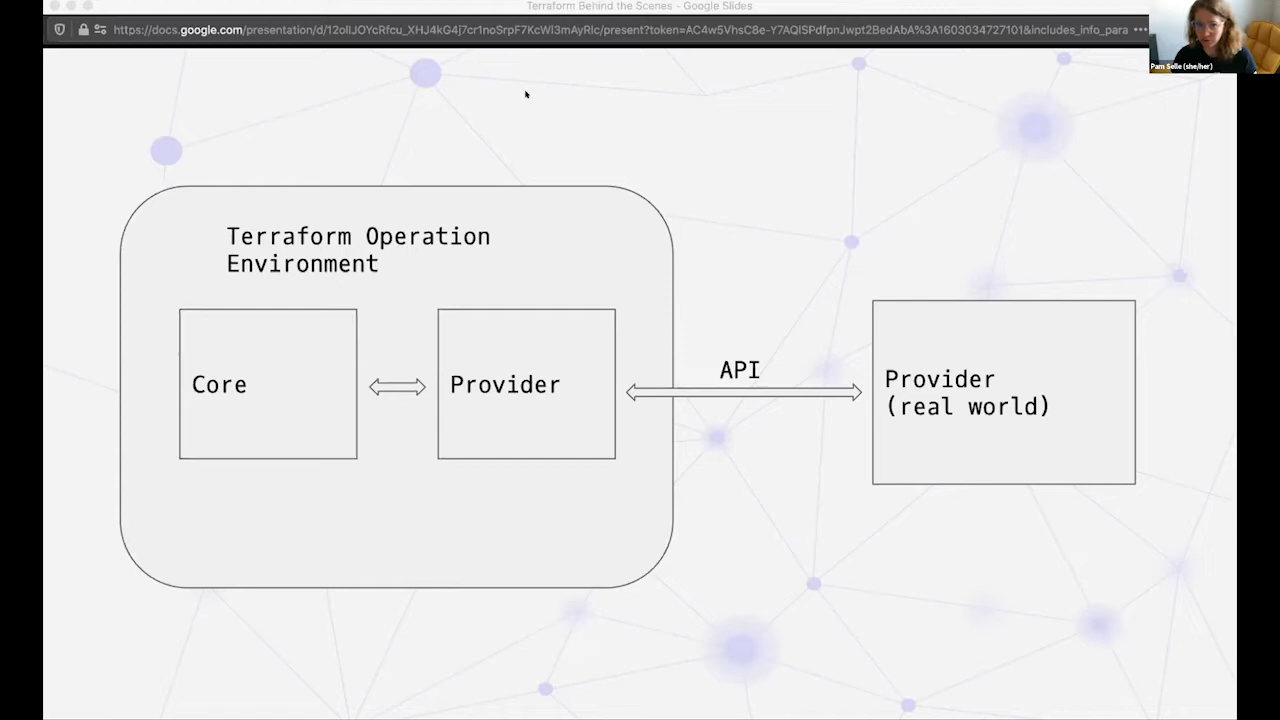 Terraform Behind the Scenes - Google Slides
https://docs.google.com/presentation/d/12ollJOYcRfcu_XHJ4kG4j7cr1noSrpF7KcWl3mAyRlc/present?token=AC4w5VhsC8e-Y7AQlSPdfpnJwpt2BedAbA%3A1603034727101&includes_info_para
Pam Selle (she/her)
Terraform Operation
Environment
Core
Provider
API
Provider
(real world)